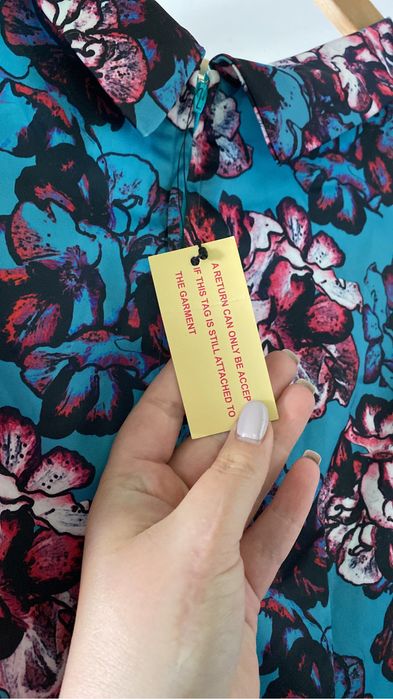 A RETURN CAN ONLY BE ACCEP
IF THIS TAG IS STILL ATTACHED TO
THE GARMENT